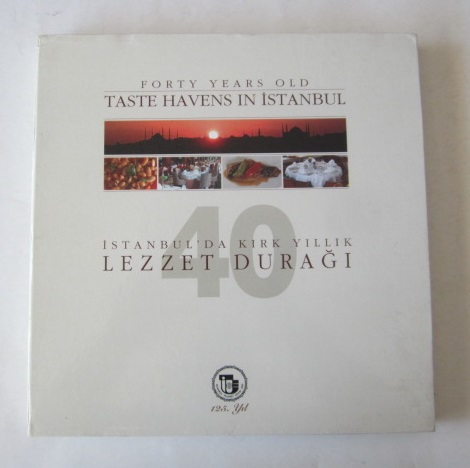 FORTY YEARS OLD
TASTE HAVENS IN İSTANBUL
40
İSTANBUL'DA KIRK YILLIK
LEZZET DURAĞI
125. Yıl